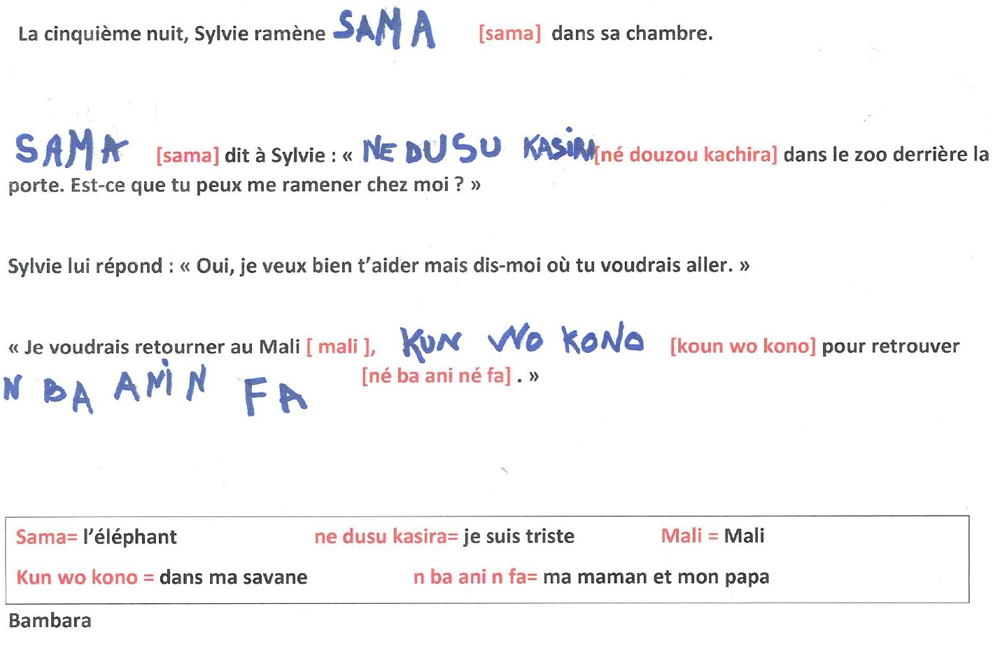 La cinquième nuit, Sylvie ramène SAMA [sama] dans sa chambre.
SAMA [sama] dit à Sylvie : « NE DUSU KASIRA [né douzou kachira] dans le zoo derrière la
porte. Est-ce que tu peux me ramener chez moi ? »
Sylvie lui répond : « Oui, je veux bien t'aider mais dis-moi où tu voudrais aller. »
« Je voudrais retourner au Mali [ mali ], KUN WO KONO [koun wo kono] pour retrouver
N BA ANI N FA [né ba ani né fa] . »
Sama= l'éléphant ne dusu kasira= je suis triste Mali = Mali
Kun wo kono = dans ma savane n ba ani n fa= ma maman et mon papa
Bambara